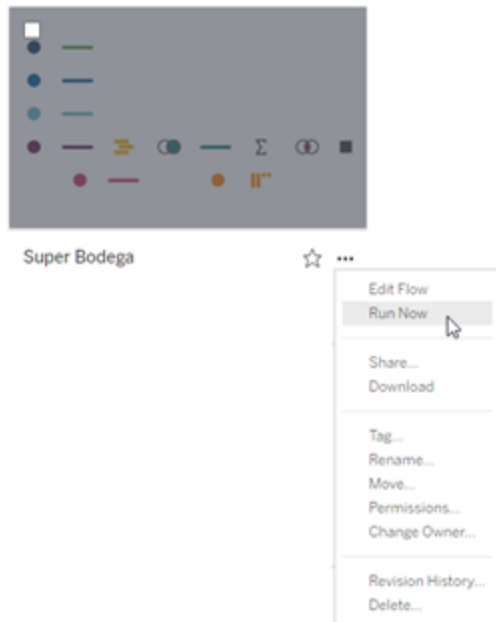 Super Bodega
Edit Flow
Run Now
Share...
Download
Tag...
Rename...
Move...
Permissions...
Change Owner...
Revision History...
Delete...